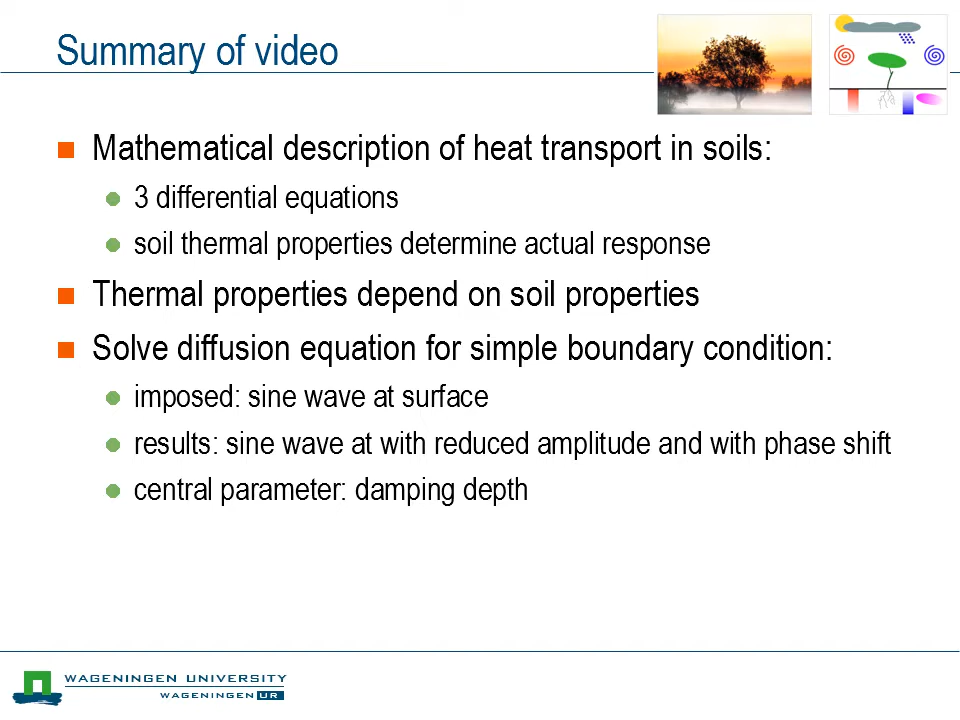 Summary of video
Mathematical description of heat transport in soils:
3 differential equations
soil thermal properties determine actual response
Thermal properties depend on soil properties
Solve diffusion equation for simple boundary condition:
imposed: sine wave at surface
results: sine wave at with reduced amplitude and with phase shift
central parameter: damping depth
WAGENINGEN UNIVERSITY
WAGENINGEN UR